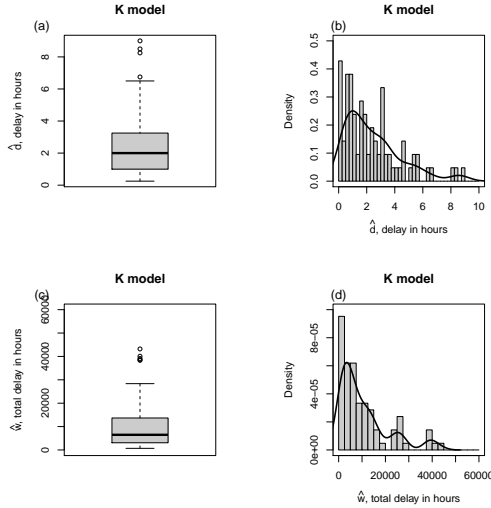 K model
(a)
d̂, delay in hours
0 2 4 6 8
K model
(b)
Density
0.0 0.1 0.2 0.3 0.4 0.5
0 2 4 6 8 10
d̂, delay in hours
K model
(c)
ŵ, total delay in hours
0 20000 40000 60000
K model
(d)
Density
0e+00 4e-05 8e-05
0 20000 40000 60000
ŵ, total delay in hours